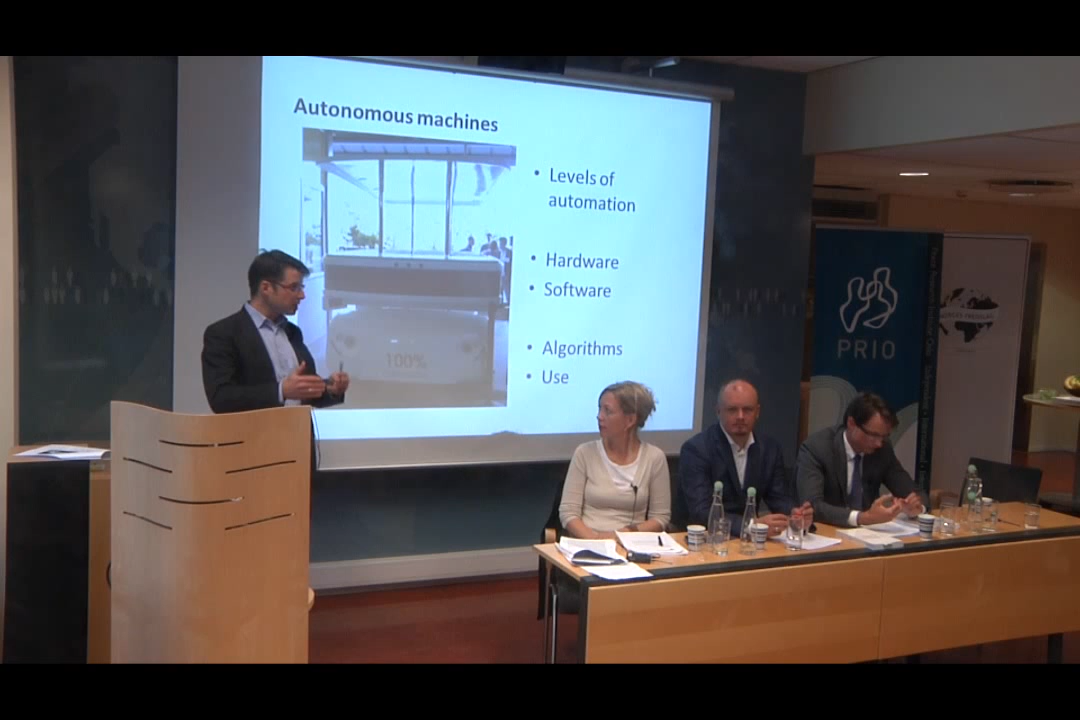 Autonomous machines
• Levels of
automation
• Hardware
• Software
• Algorithms
• Use
100%
PRIO